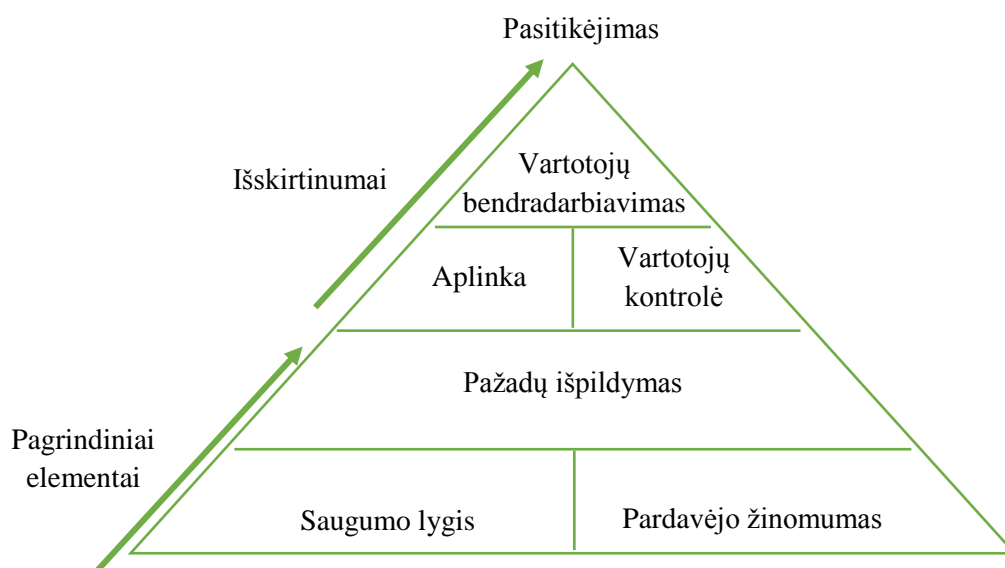 Pasitikėjimas
Išskirtinumai
Vartotojų
bendradarbiavimas
Aplinka
Vartotojų
kontrolė
Pažadų išpildymas
Pagrindiniai
elementai
Saugumo lygis
Pardavėjo žinomumas